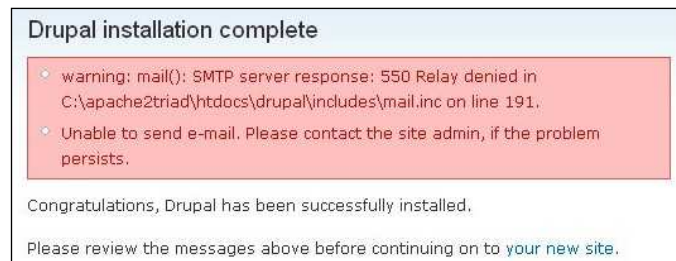 Drupal installation complete
warning: mail(): SMTP server response: 550 Relay denied in
C:\apache2triad\htdocs\drupal\includes\mail.inc on line 191.
Unable to send e-mail. Please contact the site admin, if the problem
persists.
Congratulations, Drupal has been successfully installed.
Please review the messages above before continuing on to your new site.